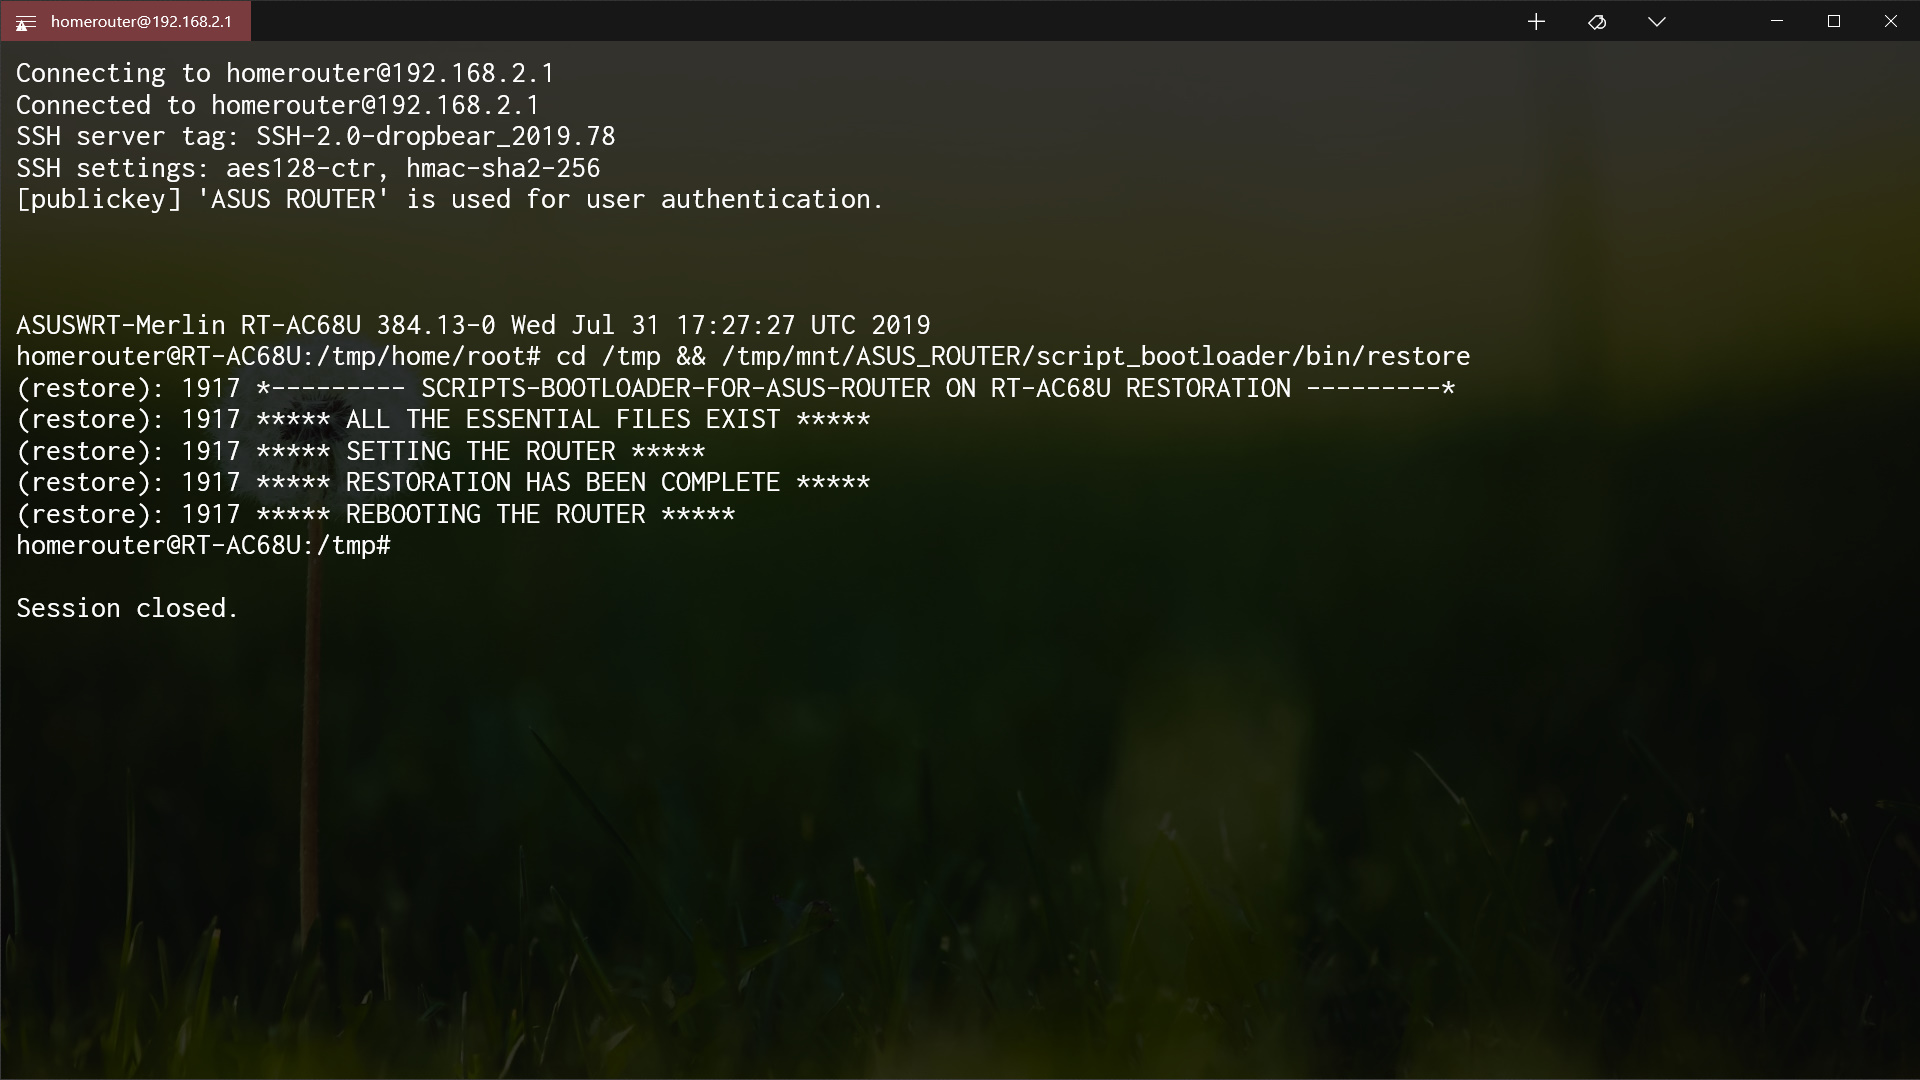 homerouter@192.168.2.1
Connecting to homerouter@192.168.2.1
Connected to homerouter@192.168.2.1
SSH server tag: SSH-2.0-dropbear_2019.78
SSH settings: aes128-ctr, hmac-sha2-256
[publickey] 'ASUS ROUTER' is used for user authentication.
ASUSWRT-Merlin RT-AC68U 384.13-0 Wed Jul 31 17:27:27 UTC 2019
homerouter@RT-AC68U:/tmp/home/root# cd /tmp && /tmp/mnt/ASUS_ROUTER/script_bootloader/bin/restore
(restore): 1917 *--------- SCRIPTS-BOOTLOADER-FOR-ASUS-ROUTER ON RT-AC68U RESTORATION ---------*
(restore): 1917 ***** ALL THE ESSENTIAL FILES EXIST *****
(restore): 1917 ***** SETTING THE ROUTER *****
(restore): 1917 ***** RESTORATION HAS BEEN COMPLETE *****
(restore): 1917 ***** REBOOTING THE ROUTER *****
homerouter@RT-AC68U:/tmp#
Session closed.